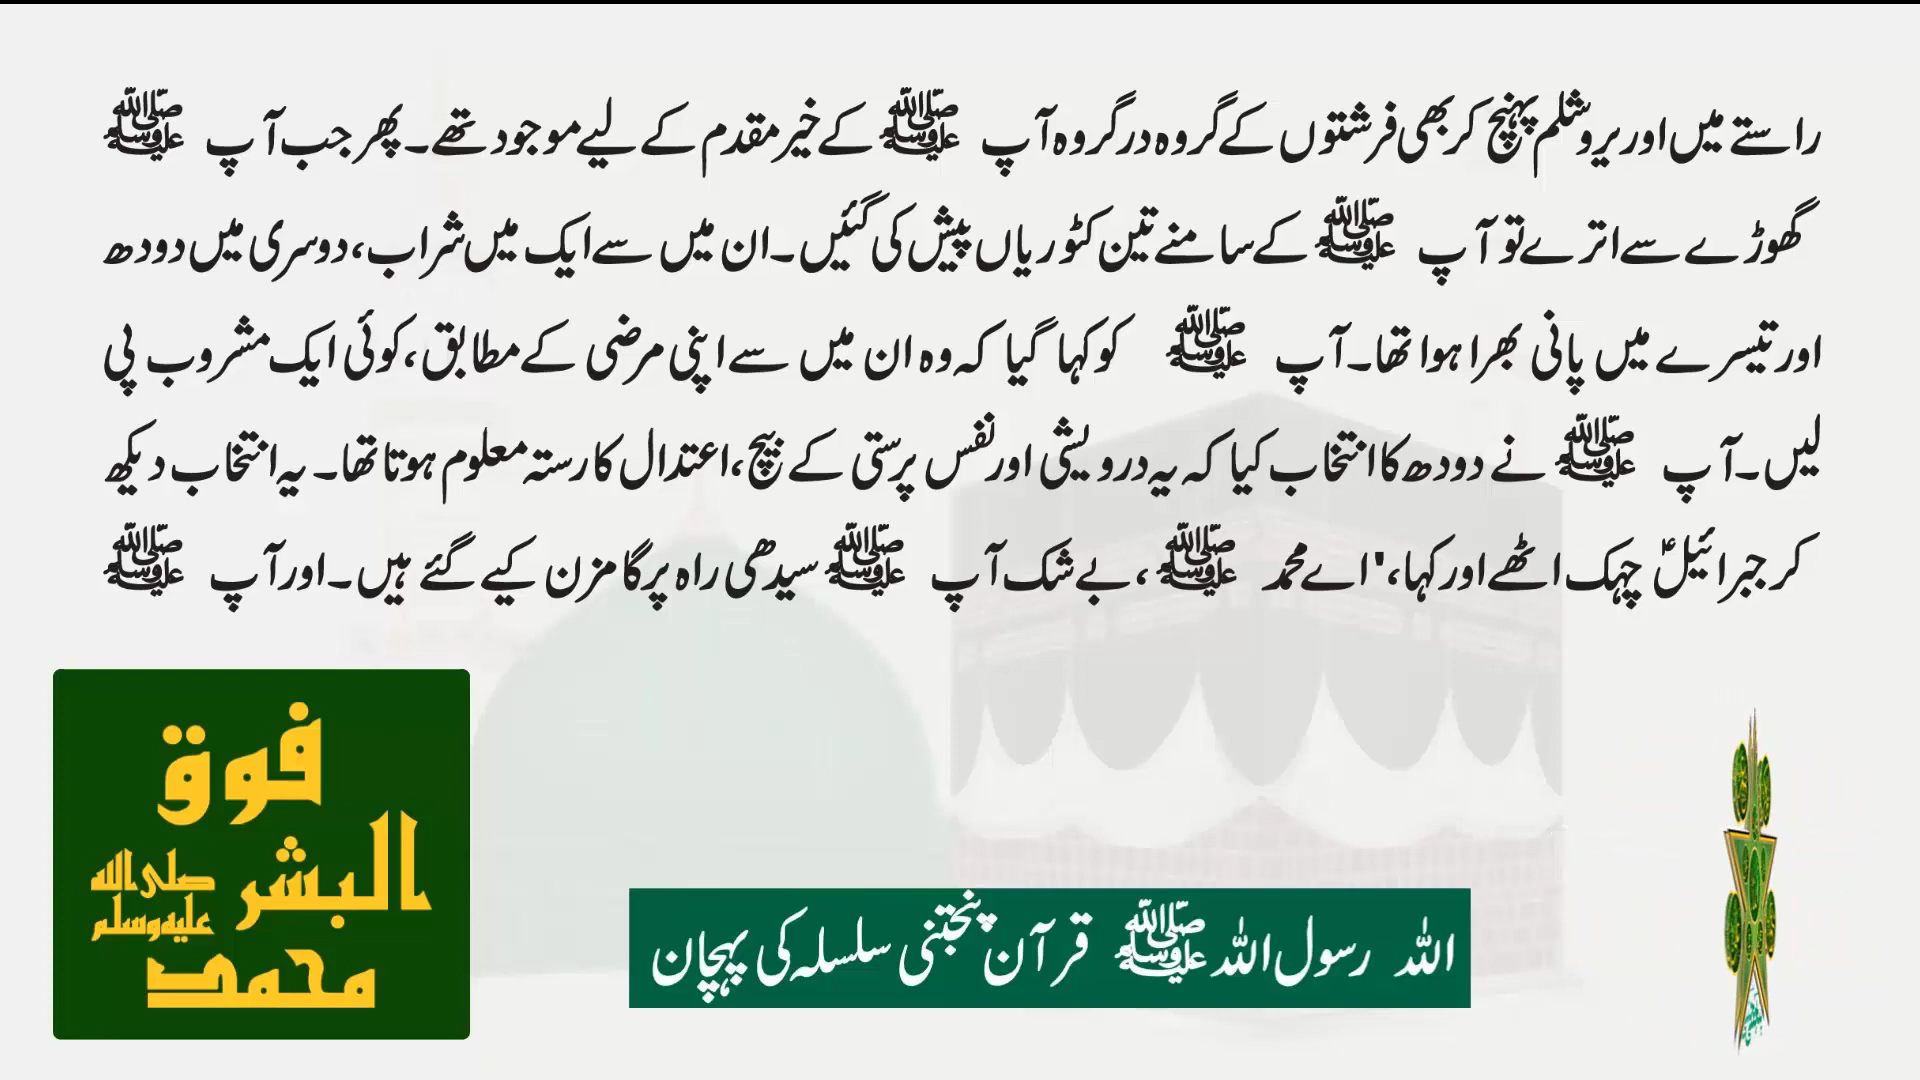 راستے میں اور یروشلم پہنچ کر بھی فرشتوں کے گروہ در گروہ آپ ﷺ کے خیر مقدم کے لیے موجود تھے۔ پھر جب آپ ﷺ
گھوڑے سے اترے تو آپ ﷺ کے سامنے تین کٹوریاں پیش کی گئیں۔ ان میں سے ایک میں شراب، دوسری میں دودھ
اور تیسرے میں پانی بھرا ہوا تھا۔ آپ ﷺ کو کہا گیا کہ وہ ان میں سے اپنی مرضی کے مطابق، کوئی ایک مشروب پی
لیں۔ آپ ﷺ نے دودھ کا انتخاب کیا کہ یہ درویشی اور نفس پرستی کے بیچ، اعتدال کا رستہ معلوم ہوتا تھا۔ یہ انتخاب دیکھ
کر جبرائیلؑ چہک اٹھے اور کہا، 'اے محمد ﷺ، بے شک آپ ﷺ سیدھی راہ پر گامزن کیے گئے ہیں۔ اور آپ ﷺ
فوق
البشر صلی اللہ علیہ وسلم
محمد
اللہ رسول اللہ ﷺ قرآن پنجتنی سلسلہ کی پہچان